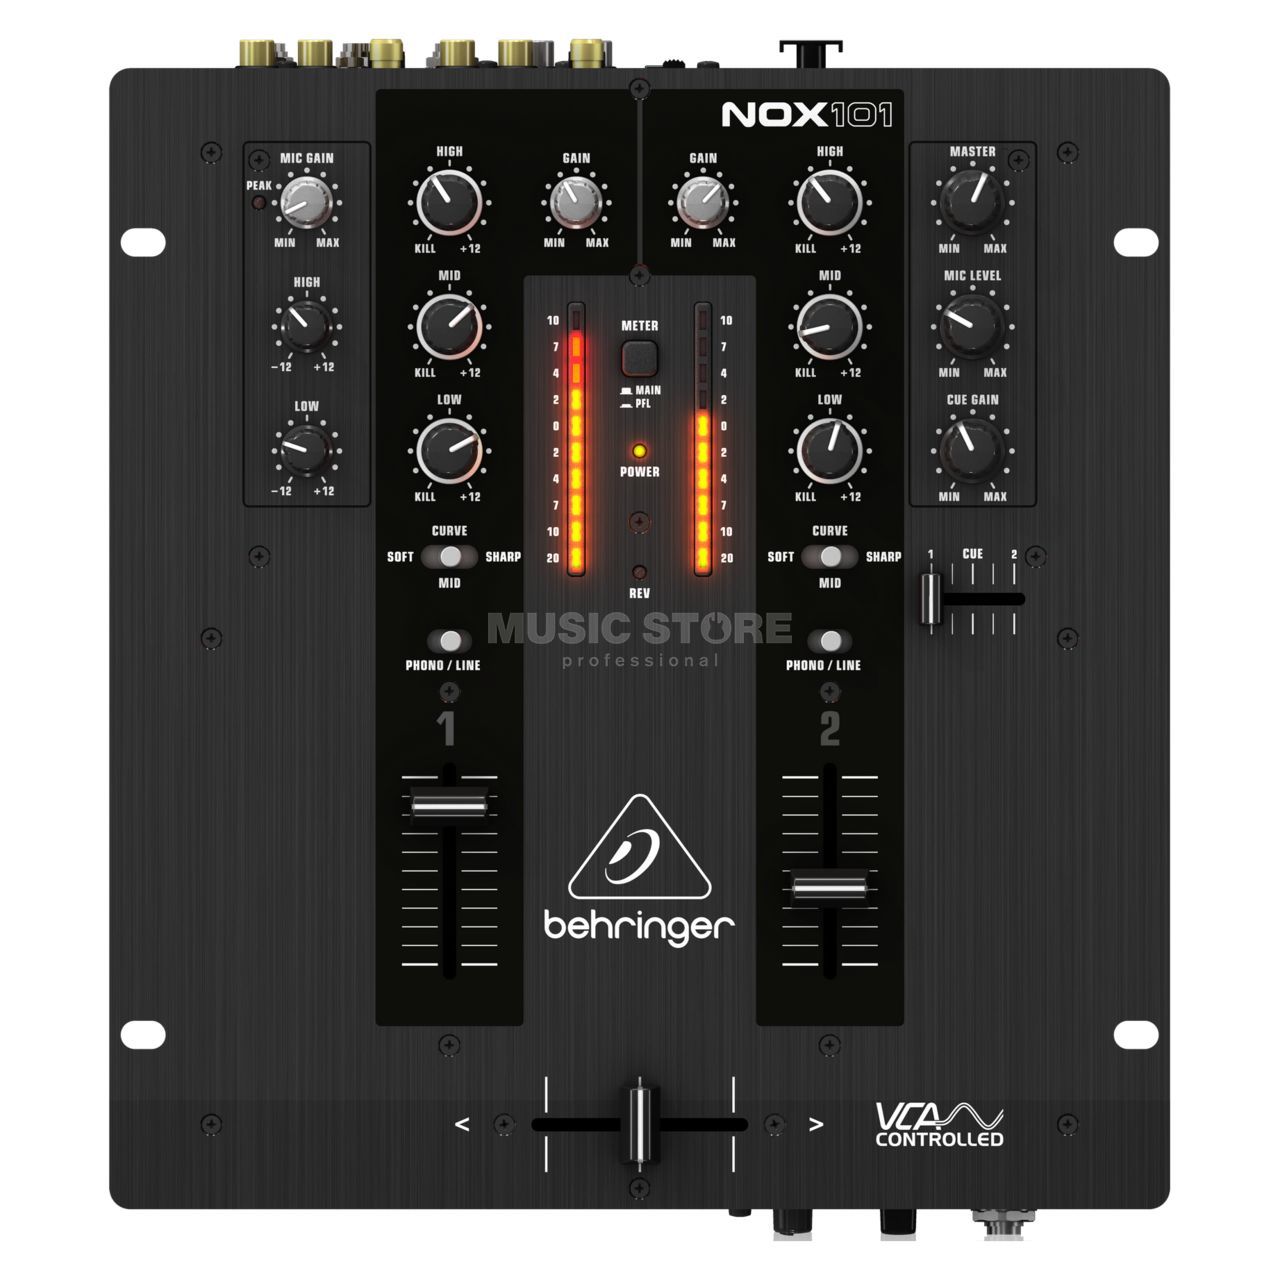 NOX101
MIC GAIN
PEAK
MIN MAX
HIGH
-12 +12
LOW
-12 +12
HIGH
KILL +12
MID
KILL +12
LOW
KILL +12
GAIN
MIN MAX
GAIN
MIN MAX
HIGH
KILL +12
MID
KILL +12
LOW
KILL +12
MASTER
MIN MAX
MIC LEVEL
MIN MAX
CUE GAIN
MIN MAX
10
7
4
2
0
2
4
7
10
20
METER
MAIN
PFL
POWER
REV
10
7
4
2
0
2
4
7
10
20
CURVE
SOFT SHARP
MID
PHONO / LINE
1
CURVE
SOFT SHARP
MID
PHONO / LINE
2
1 CUE 2
MUSIC STORE
professional
behringer
< >
VCA
CONTROLLED